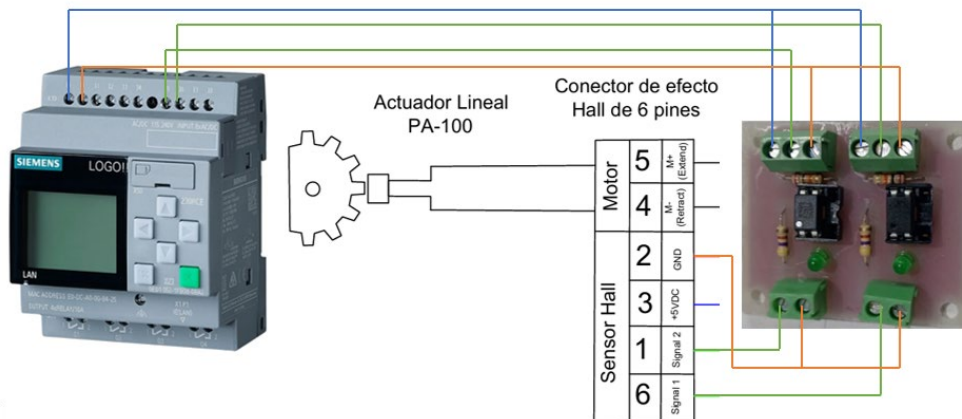 Actuador Lineal
PA-100
Conector de efecto
Hall de 6 pines
SIEMENS
LOGO!
LAN
Motor
5
M+
(Extend)
4
M-
(Retract)
Sensor Hall
2
GND
3
+5VDC
1
Signal 2
6
Signal 1